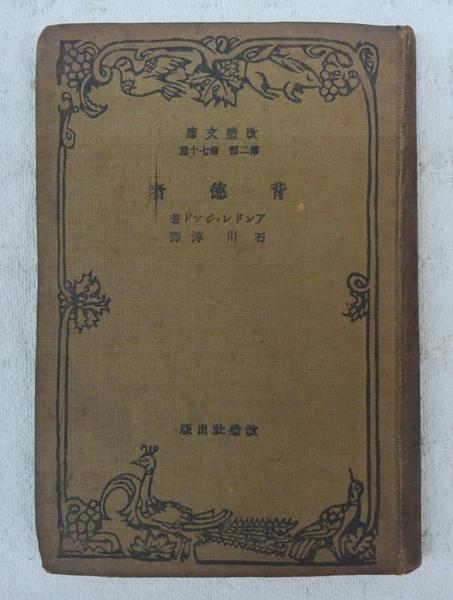 改造文庫
第二部 第七十篇
背德者
アンドレ・ジッド著
石川淳譯
改造社出版